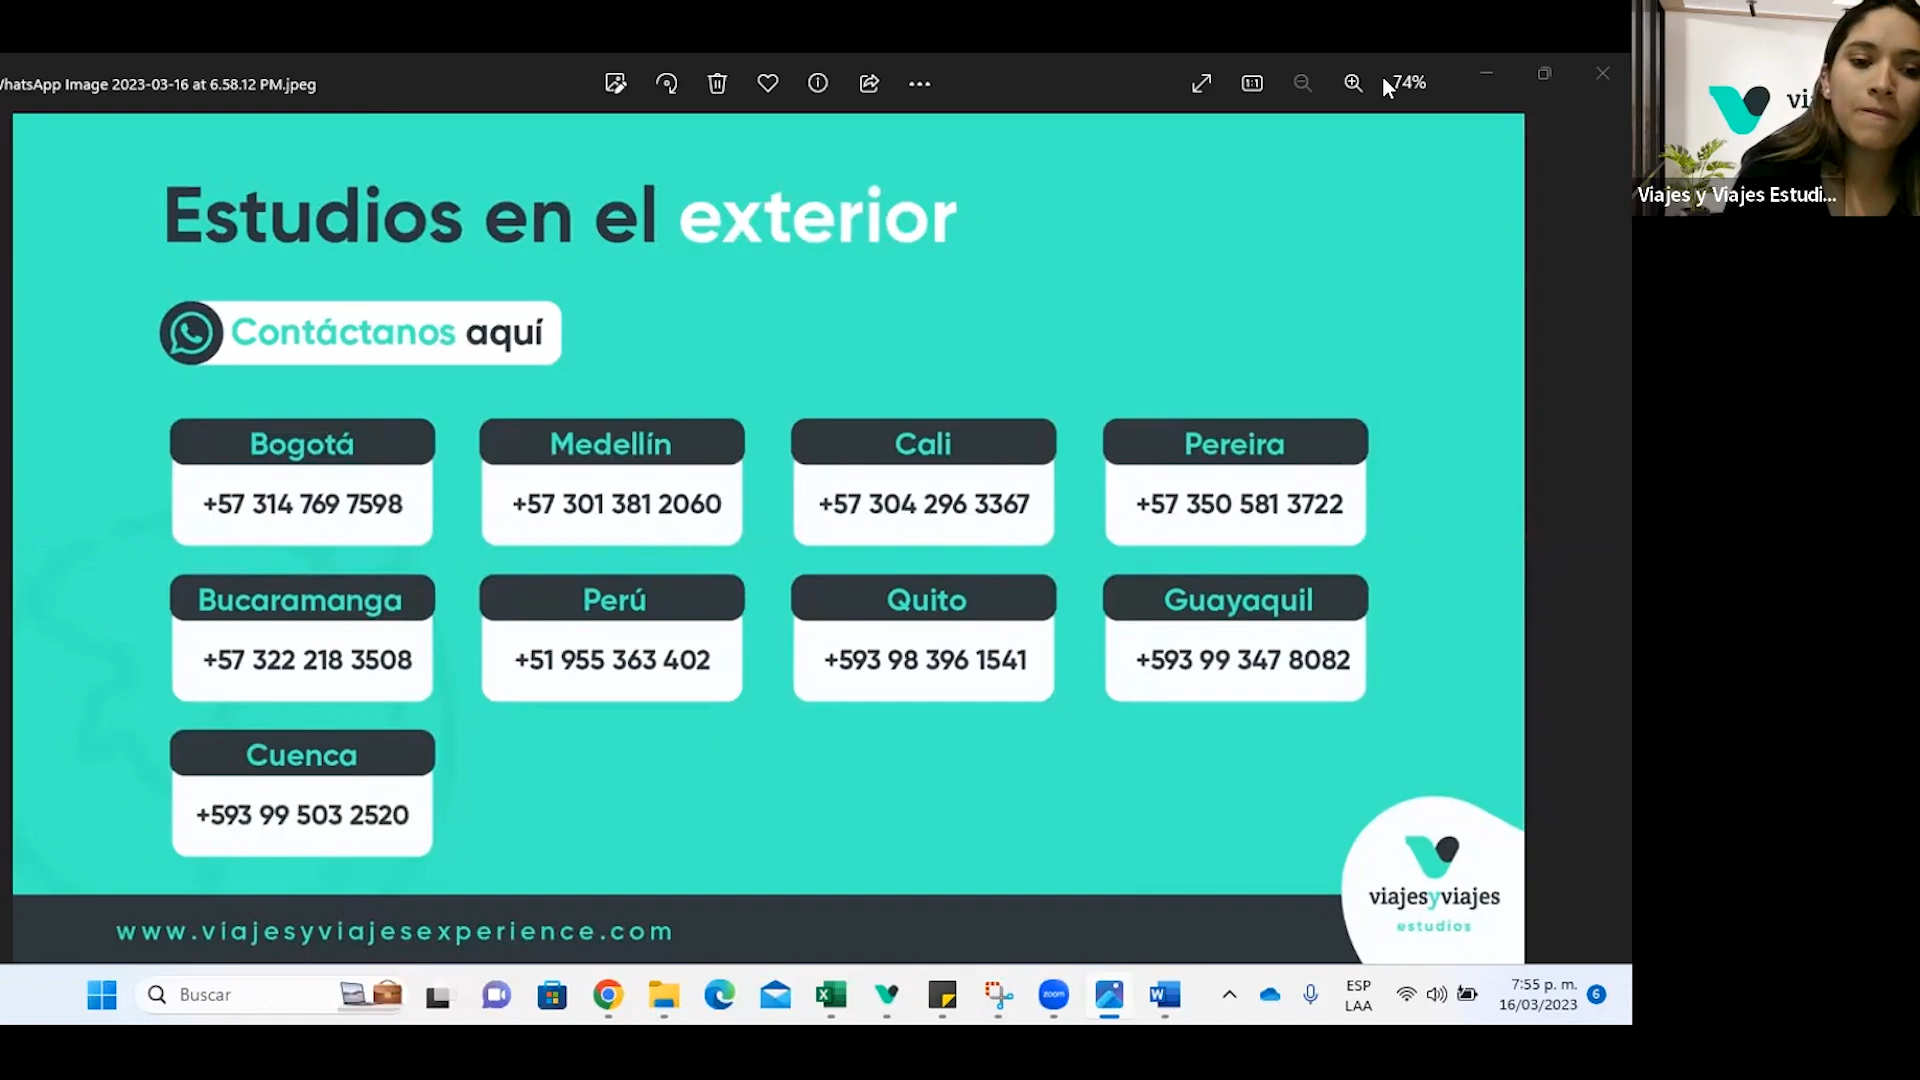 WhatsApp Image 2023-03-16 at 6.58.12 PM.jpeg
74%
vi
Viajes y Viajes Estudi...
Estudios en el exterior
Contáctanos aquí
Bogotá
+57 314 769 7598
Medellín
+57 301 381 2060
Cali
+57 304 296 3367
Pereira
+57 350 581 3722
Bucaramanga
+57 322 218 3508
Perú
+51 955 363 402
Quito
+593 98 396 1541
Guayaquil
+593 99 347 8082
Cuenca
+593 99 503 2520
viajesyviajes
estudios
www.viajesyviajesexperience.com
Buscar
zoom
ESP
LAA
7:55 p. m.
16/03/2023
6